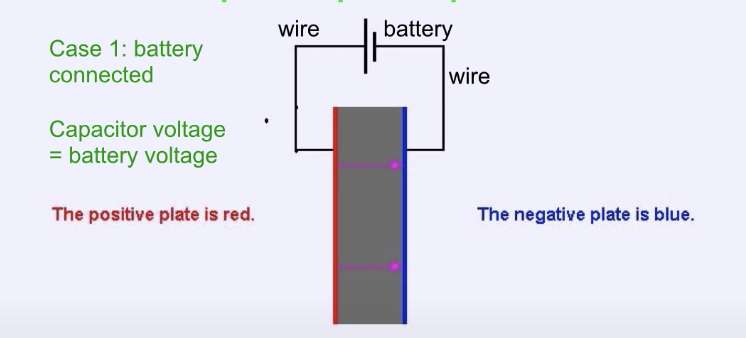 wire
battery
Case 1: battery
connected
wire
Capacitor voltage
= battery voltage
The positive plate is red.
The negative plate is blue.